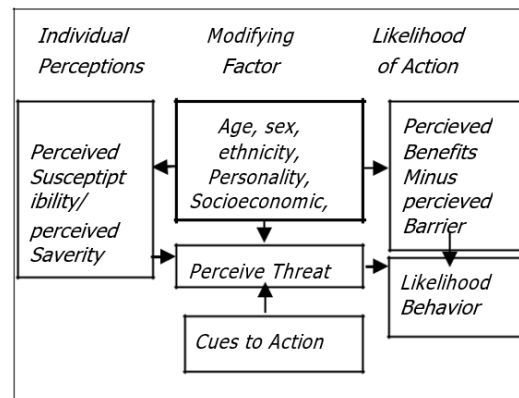 Individual
Perceptions
Modifying
Factor
Likelihood
of Action
Perceived
Susceptipt
ibility/
perceived
Saverity
Age, sex,
ethnicity,
Personality,
Socioeconomic,
Percieved
Benefits
Minus
percieved
Barrier
Perceive Threat
Likelihood
Behavior
Cues to Action